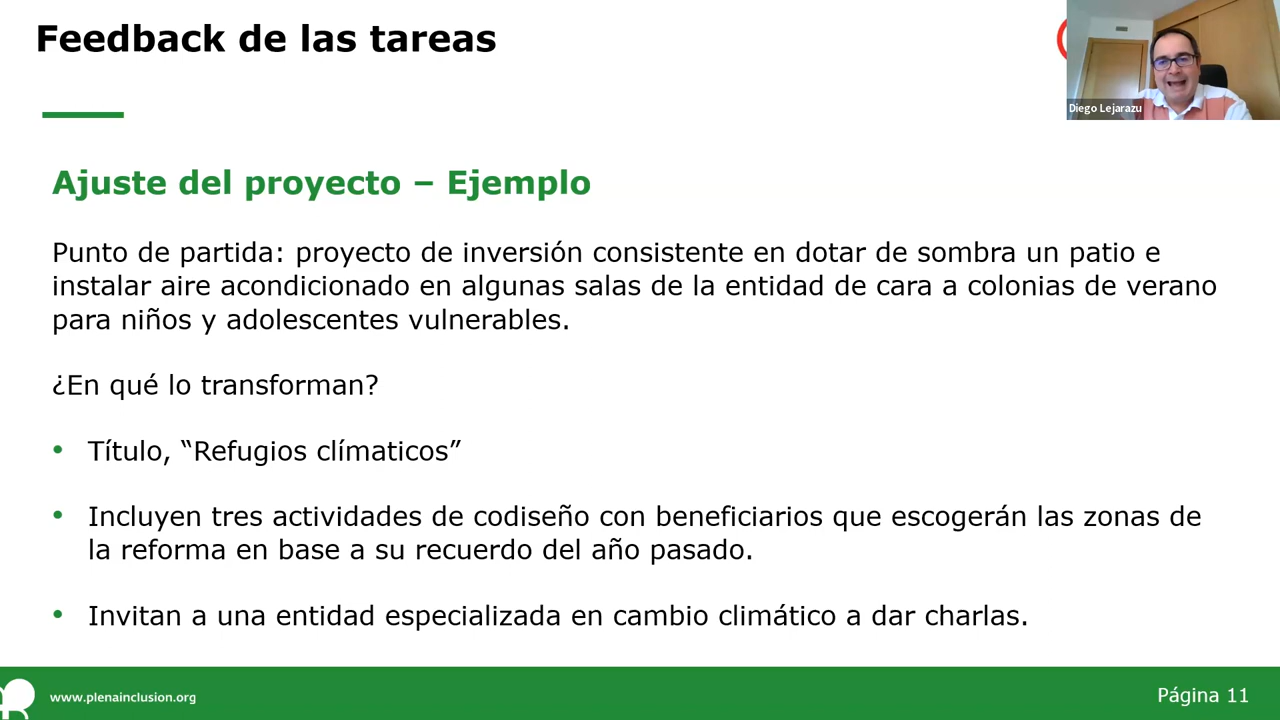 Feedback de las tareas
Diego Lejarazu
Ajuste del proyecto – Ejemplo
Punto de partida: proyecto de inversión consistente en dotar de sombra un patio e
instalar aire acondicionado en algunas salas de la entidad de cara a colonias de verano
para niños y adolescentes vulnerables.
¿En qué lo transforman?
• Título, “Refugios clímaticos”
• Incluyen tres actividades de codiseño con beneficiarios que escogerán las zonas de
la reforma en base a su recuerdo del año pasado.
• Invitan a una entidad especializada en cambio climático a dar charlas.
www.plenainclusion.org
Página 11